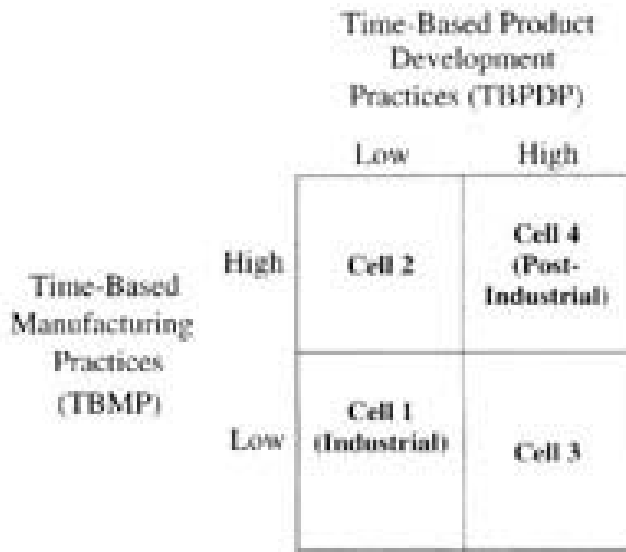 Time-Based Product
Development
Practices (TBPDP)
Low High
High
Cell 2
Cell 4
(Post-
Industrial)
Time-Based
Manufacturing
Practices
(TBMP)
Low
Cell 1
(Industrial)
Cell 3